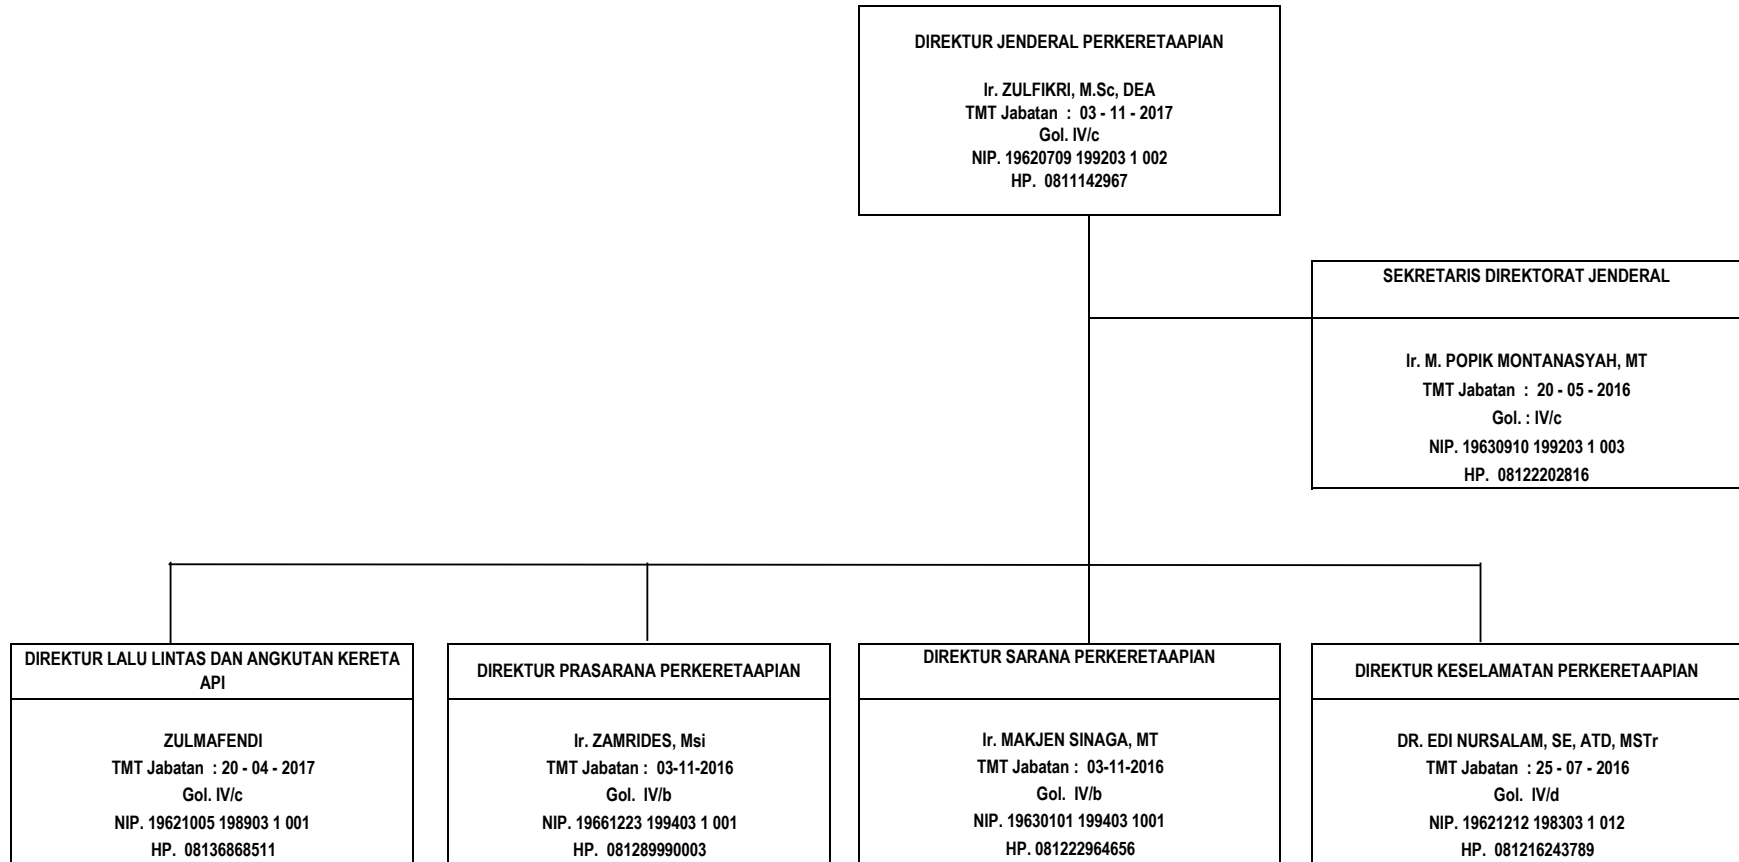 DIREKTUR JENDERAL PERKERETAAPIAN
Ir. ZULFIKRI, M.Sc, DEA
TMT Jabatan : 03 - 11 - 2017
Gol. IV/c
NIP. 19620709 199203 1 002
HP. 0811142967
SEKRETARIS DIREKTORAT JENDERAL
Ir. M. POPIK MONTANASYAH, MT
TMT Jabatan : 20 - 05 - 2016
Gol. : IV/c
NIP. 19630910 199203 1 003
HP. 08122202816
DIREKTUR LALU LINTAS DAN ANGKUTAN KERETA
API
ZULMAFENDI
TMT Jabatan : 20 - 04 - 2017
Gol. IV/c
NIP. 19621005 198903 1 001
HP. 08136868511
DIREKTUR PRASARANA PERKERETAAPIAN
Ir. ZAMRIDES, Msi
TMT Jabatan : 03-11-2016
Gol. IV/b
NIP. 19661223 199403 1 001
HP. 081289990003
DIREKTUR SARANA PERKERETAAPIAN
Ir. MAKJEN SINAGA, MT
TMT Jabatan : 03-11-2016
Gol. IV/b
NIP. 19630101 199403 1001
HP. 081222964656
DIREKTUR KESELAMATAN PERKERETAAPIAN
DR. EDI NURSALAM, SE, ATD, MSTr
TMT Jabatan : 25 - 07 - 2016
Gol. IV/d
NIP. 19621212 198303 1 012
HP. 081216243789